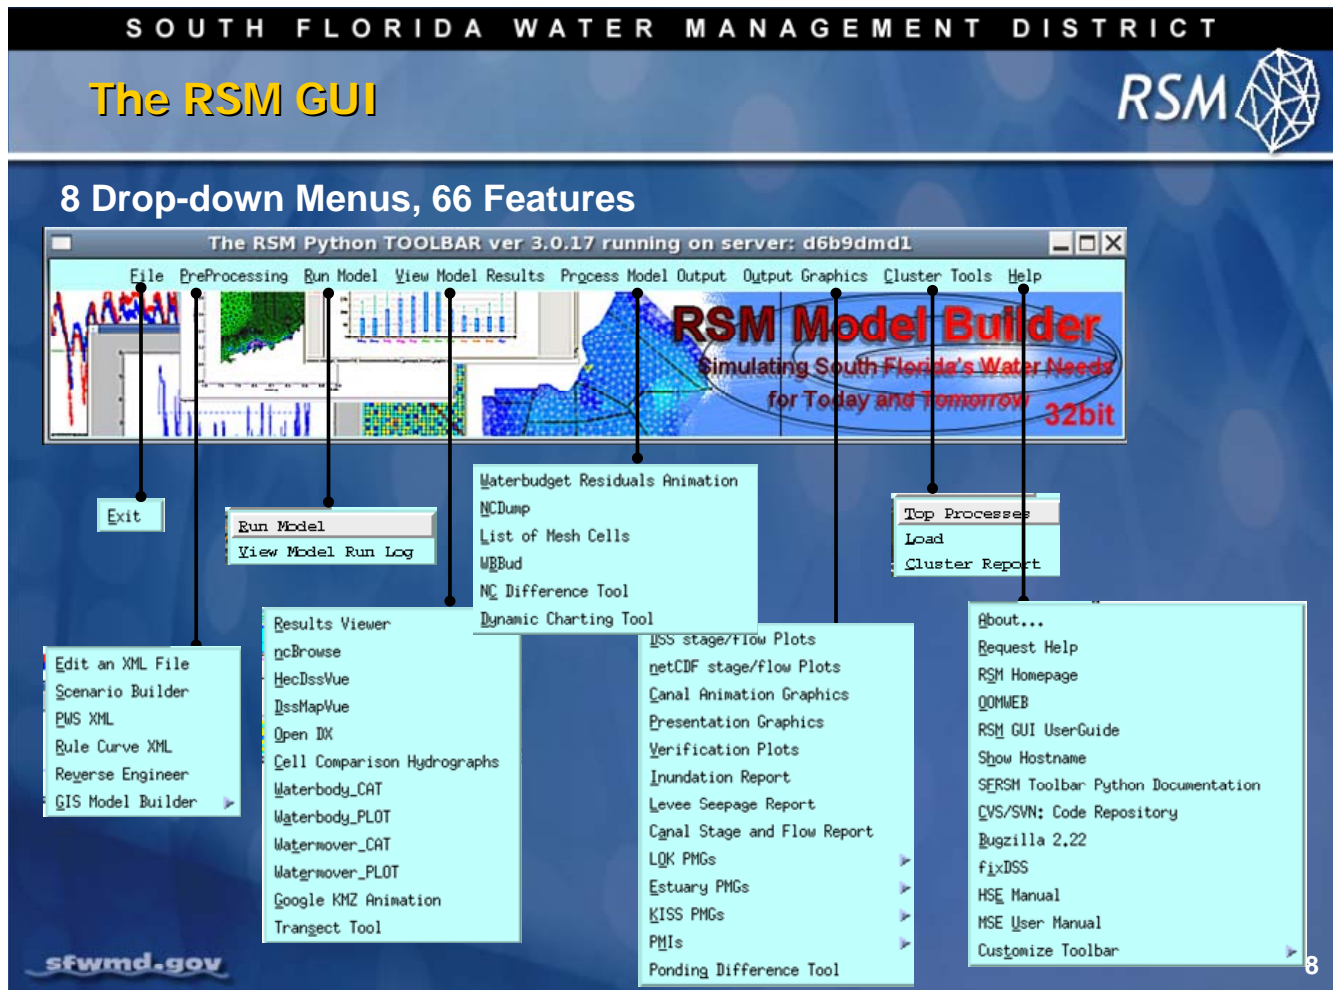 SOUTH FLORIDA WATER MANAGEMENT DISTRICT
The RSM GUI
RSM
8 Drop-down Menus, 66 Features
The RSM Python TOOLBAR ver 3.0.17 running on server: d6b9dmd1
File PreProcessing Run Model View Model Results Process Model Output Output Graphics Cluster Tools Help
RSM Model Builder
Simulating South Florida's Water Needs
for Today and Tomorrow
32bit
Exit
Run Model
View Model Run Log
Waterbudget Residuals Animation
NCDump
List of Mesh Cells
WBBud
NC Difference Tool
Dynamic Charting Tool
Top Processes
Load
Cluster Report
Edit an XML File
Scenario Builder
PWS XML
Rule Curve XML
Reverse Engineer
GIS Model Builder
Results Viewer
ncBrowse
HecDssVue
DssMapVue
Open DX
Cell Comparison Hydrographs
Waterbody_CAT
Waterbody_PLOT
Watermover_CAT
Watermover_PLOT
Google KMZ Animation
Transect Tool
DSS stage/flow Plots
netCDF stage/flow Plots
Canal Animation Graphics
Presentation Graphics
Verification Plots
Inundation Report
Levee Seepage Report
Canal Stage and Flow Report
LOK PMGs
Estuary PMGs
KISS PMGs
PMIs
Ponding Difference Tool
About...
Request Help
RSM Homepage
OOMWEB
RSM GUI UserGuide
Show Hostname
SFRSM Toolbar Python Documentation
CVS/SVN: Code Repository
Bugzilla 2.22
fixDSS
HSE Manual
MSE User Manual
Customize Toolbar
sfwmd.gov
8